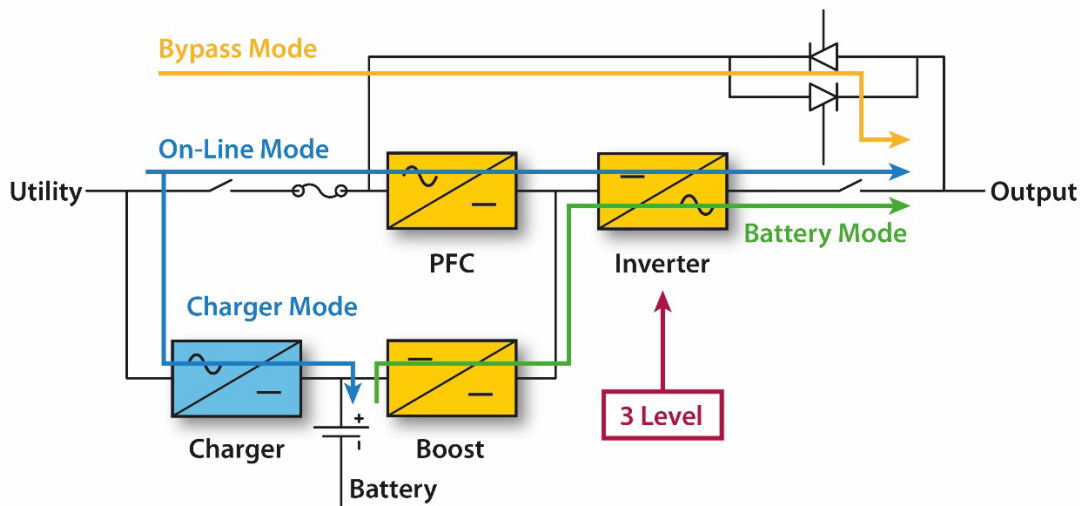 Bypass Mode
On-Line Mode
Utility
Output
Battery Mode
PFC
Inverter
Charger Mode
3 Level
+
Charger
Boost
Battery